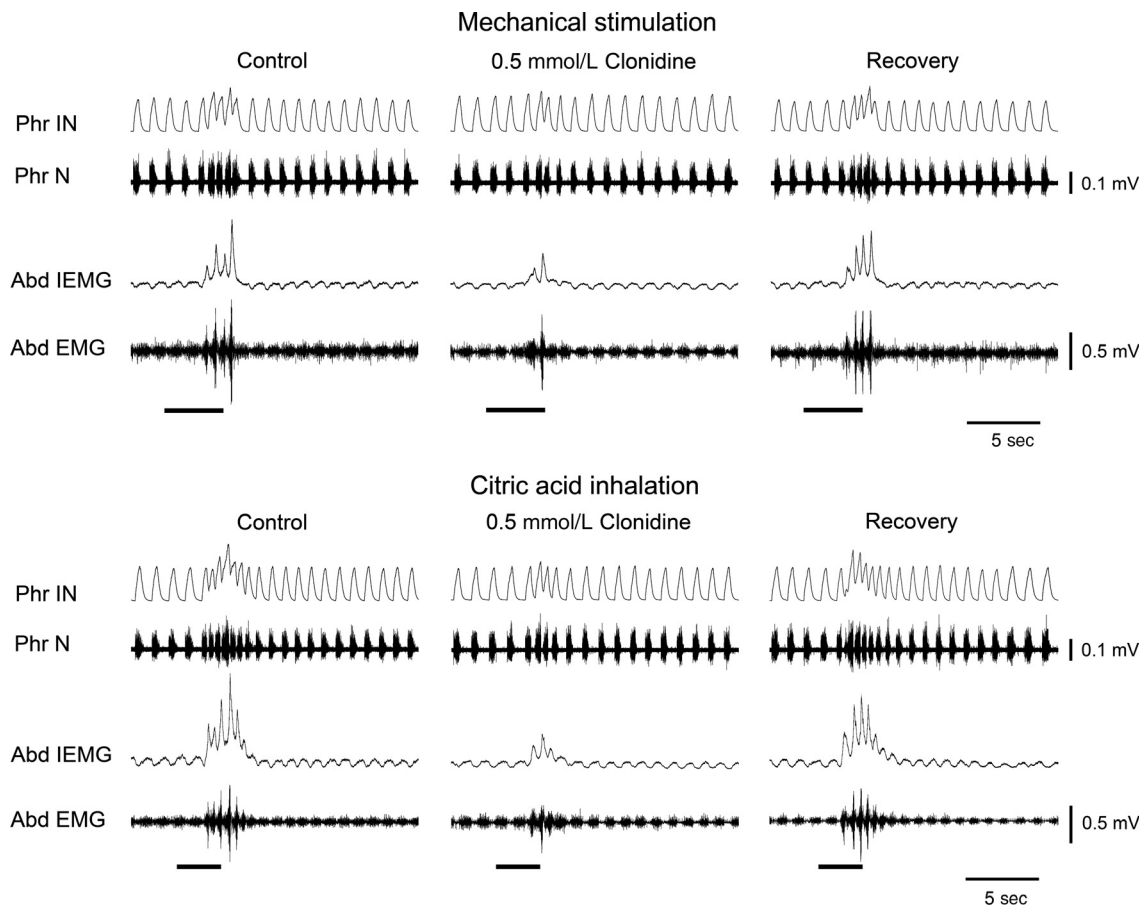 Mechanical stimulation
Control
0.5 mmol/L Clonidine
Recovery
Phr IN
Phr N
0.1 mV
Abd IEMG
Abd EMG
0.5 mV
5 sec
Citric acid inhalation
Control
0.5 mmol/L Clonidine
Recovery
Phr IN
Phr N
0.1 mV
Abd IEMG
Abd EMG
0.5 mV
5 sec